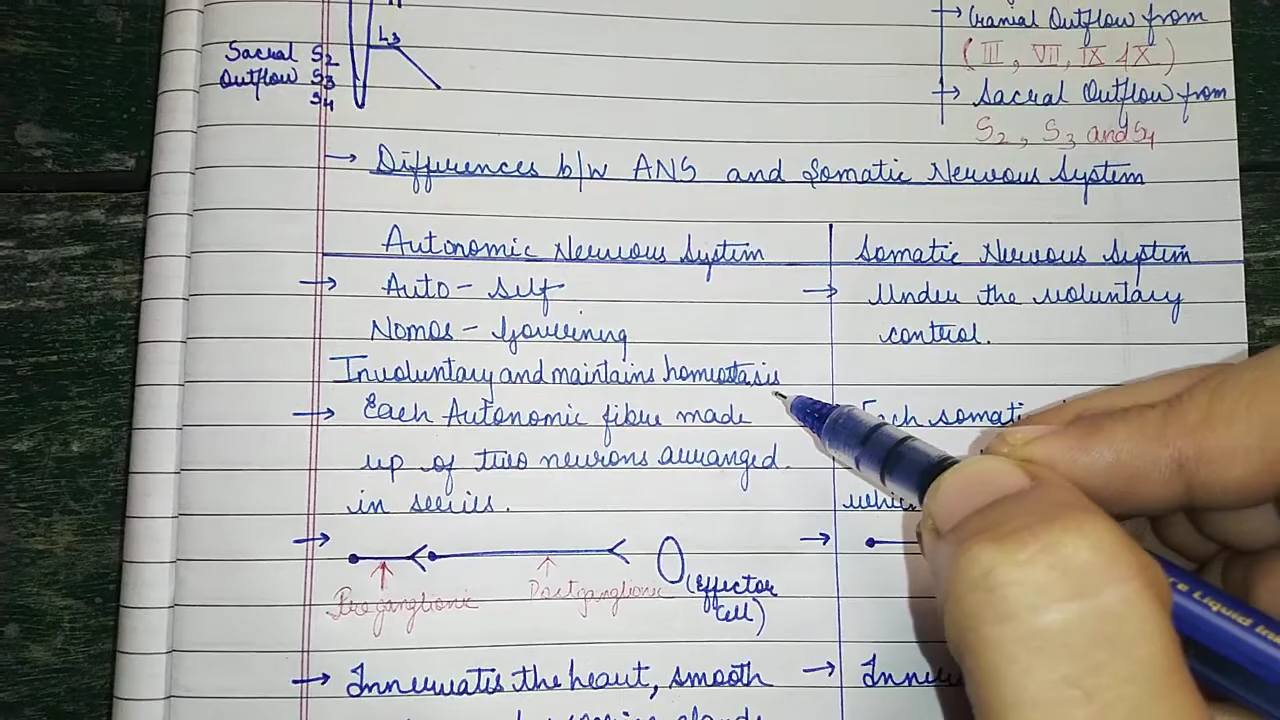 L3
Sacral S2
Outflow S3
S4
→ Cranial Outflow from
(III, VII, IX & X)
→ Sacral Outflow from
S2, S3 and S4
→ Differences b/w ANS and Somatic Nervous System
Autonomic Nervous System
Somatic Nervous System
→ Auto - Self
Nomos - Governing
Involuntary and maintains homeostasis
→ Under the voluntary
control.
→ Each Autonomic fibre made
up of two neurons arranged
in series.
Each somatic
which
→
Preganglionic
Postganglionic
(Effector
Cell)
→
→ Innervates the heart, smooth
→